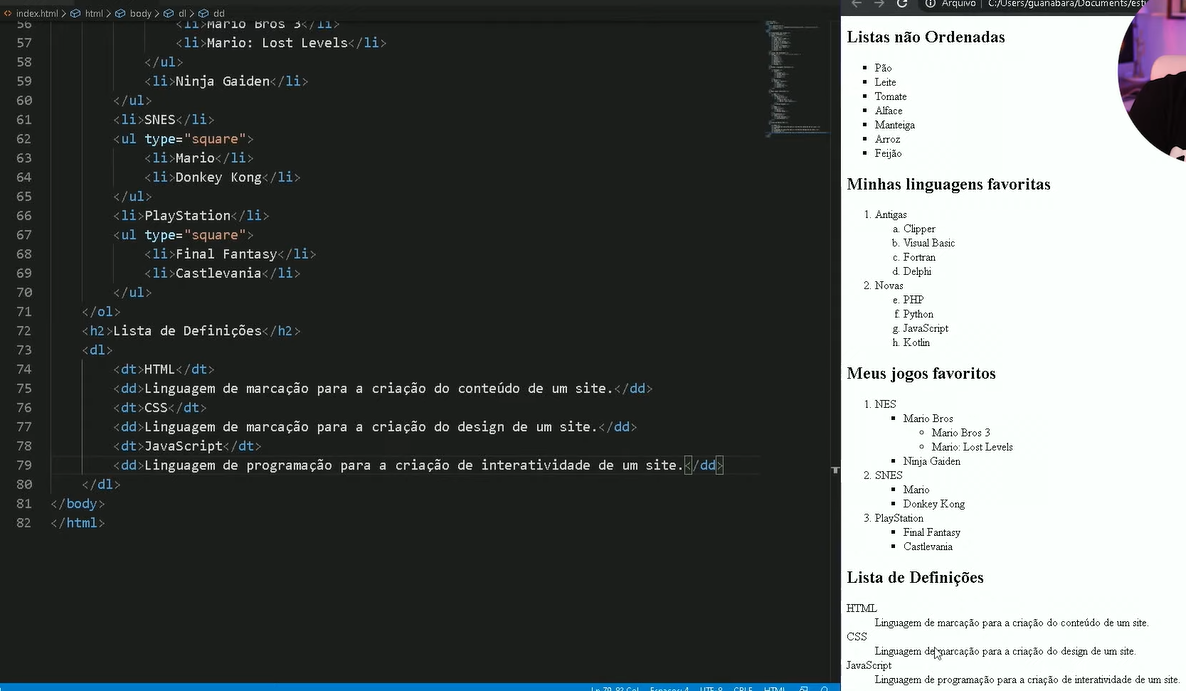 index.html > html > body > dl > dd
56 <li>Mario Bros 3</li>
57 <li>Mario: Lost Levels</li>
58 </ul>
59 <li>Ninja Gaiden</li>
60 </ul>
61 <li>SNES</li>
62 <ul type="square">
63 <li>Mario</li>
64 <li>Donkey Kong</li>
65 </ul>
66 <li>PlayStation</li>
67 <ul type="square">
68 <li>Final Fantasy</li>
69 <li>Castlevania</li>
70 </ul>
71 </ol>
72 <h2>Lista de Definições</h2>
73 <dl>
74 <dt>HTML</dt>
75 <dd>Linguagem de marcação para a criação do conteúdo de um site.</dd>
76 <dt>CSS</dt>
77 <dd>Linguagem de marcação para a criação do design de um site.</dd>
78 <dt>JavaScript</dt>
79 <dd>Linguagem de programação para a criação de interatividade de um site.</dd>
80 </dl>
81 </body>
82 </html>
UTF-8 CRLF HTML
Arquivo | C:/Users/guanabara/Documents/est
Listas não Ordenadas
Pão
Leite
Tomate
Alface
Manteiga
Arroz
Feijão
Minhas linguagens favoritas
1. Antigas
a. Clipper
b. Visual Basic
c. Fortran
d. Delphi
2. Novas
e. PHP
f. Python
g. JavaScript
h. Kotlin
Meus jogos favoritos
1. NES
Mario Bros
Mario Bros 3
Mario: Lost Levels
Ninja Gaiden
2. SNES
Mario
Donkey Kong
3. PlayStation
Final Fantasy
Castlevania
Lista de Definições
HTML
Linguagem de marcação para a criação do conteúdo de um site.
CSS
Linguagem de marcação para a criação do design de um site.
JavaScript
Linguagem de programação para a criação de interatividade de um site.